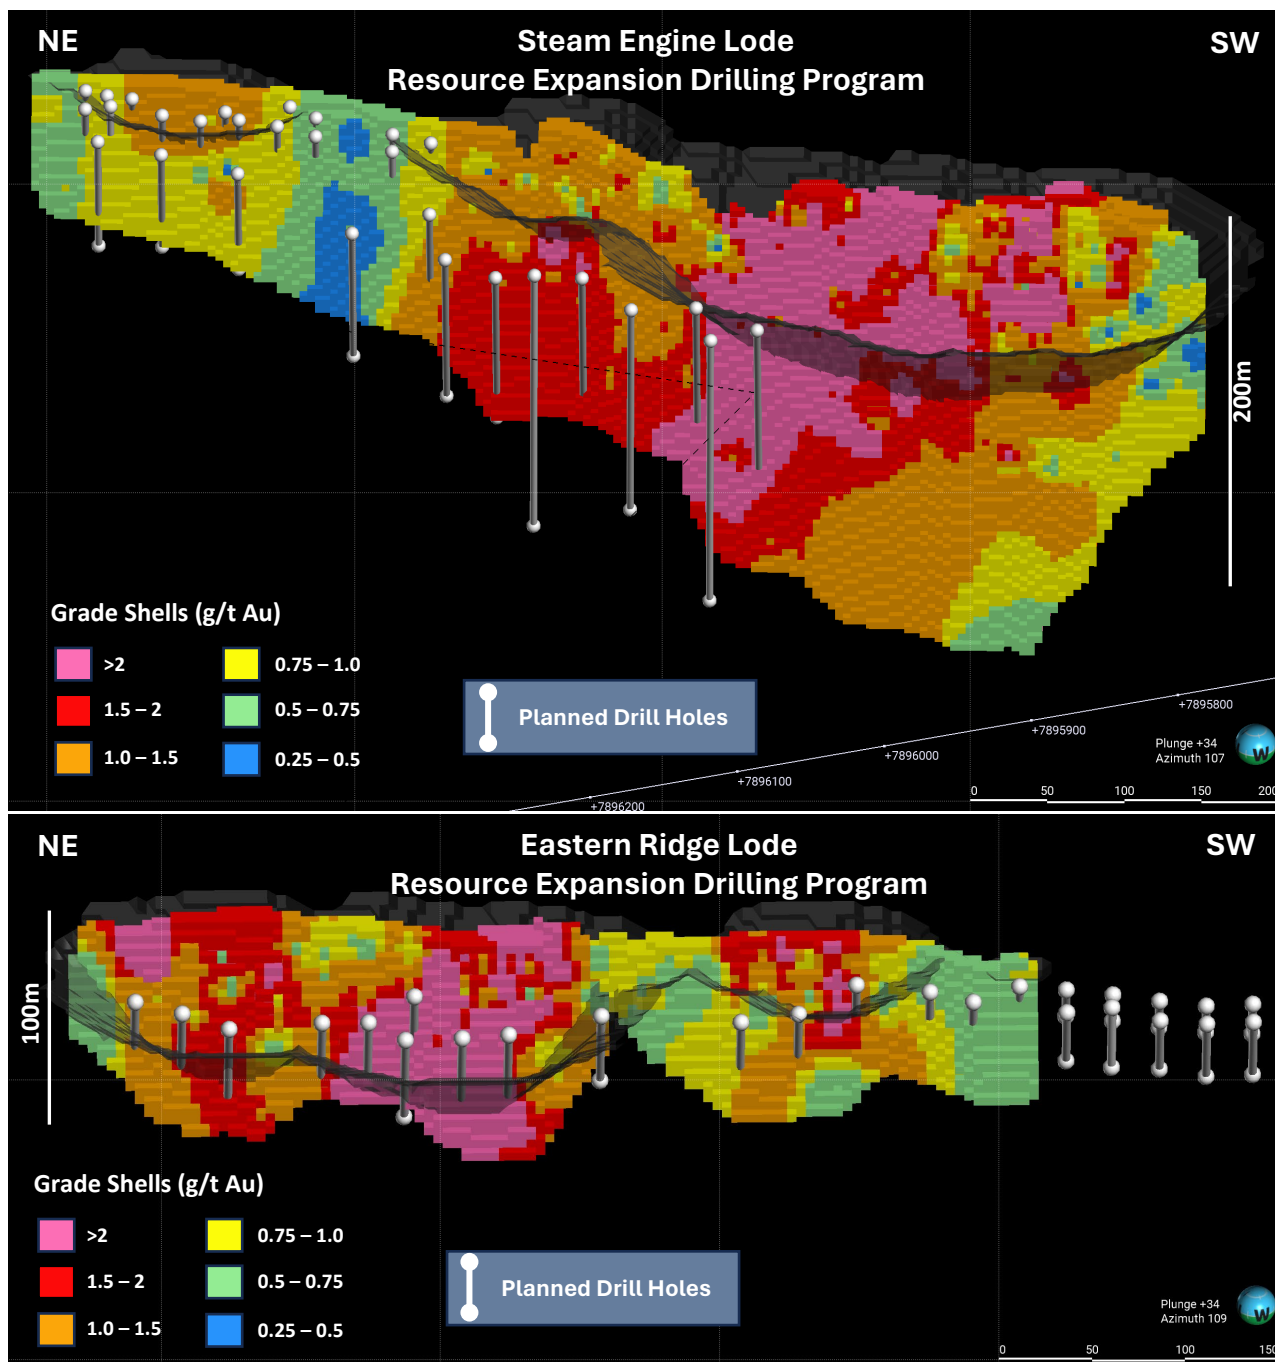 NE
Steam Engine Lode
SW
Resource Expansion Drilling Program
200m
Grade Shells (g/t Au)
>2
0.75 – 1.0
1.5 – 2
0.5 – 0.75
1.0 – 1.5
0.25 – 0.5
Planned Drill Holes
+7895800
+7895900
+7896000
+7896100
+7896200
Plunge +34
Azimuth 107
W
0 50 100 150 200
NE
Eastern Ridge Lode
SW
Resource Expansion Drilling Program
100m
Grade Shells (g/t Au)
>2
0.75 – 1.0
1.5 – 2
0.5 – 0.75
1.0 – 1.5
0.25 – 0.5
Planned Drill Holes
Plunge +34
Azimuth 109
W
0 50 100 150